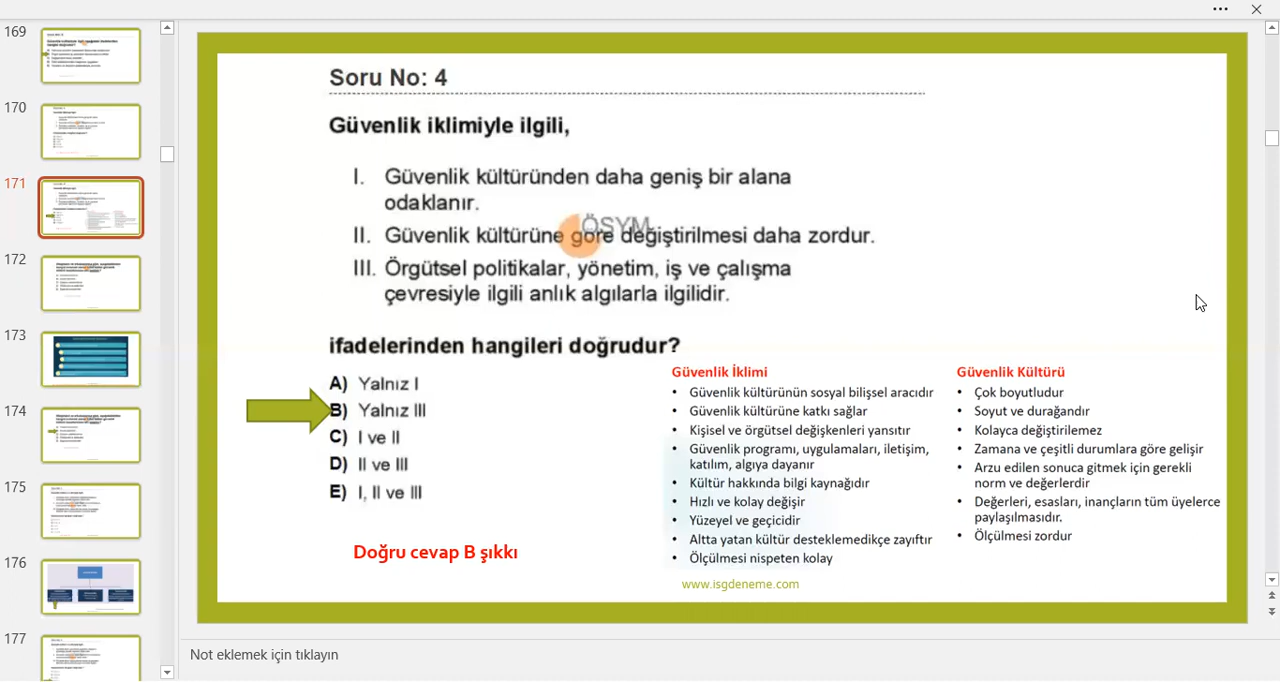 169
170
171
172
173
174
175
176
177
Soru No: 4
Güvenlik iklimiyle ilgili,
I. Güvenlik kültüründen daha geniş bir alana
odaklanır.
ÖSYM
II. Güvenlik kültürüne göre değiştirilmesi daha zordur.
III. Örgütsel politikalar, yönetim, iş ve çalışma
çevresiyle ilgili anlık algılarla ilgilidir.
ifadelerinden hangileri doğrudur?
A) Yalnız I
B) Yalnız III
C) I ve II
D) II ve III
E) I, II ve III
Doğru cevap B şıkkı
Güvenlik İklimi
• Güvenlik kültürünün sosyal bilişsel aracıdır
• Güvenlik kültürüne katkı sağlar
• Kişisel ve örgütsel değişkenleri yansıtır
• Güvenlik programı, uygulamaları, iletişim,
katılım, algıya dayanır
• Kültür hakkında bilgi kaynağıdır
• Hızlı ve kolay değişir
• Yüzeyel ve geçicidir
• Altta yatan kültür desteklemedikçe zayıftır
• Ölçülmesi nispeten kolay
www.isgdeneme.com
Güvenlik Kültürü
• Çok boyutludur
• Soyut ve durağandır
• Kolayca değiştirilemez
• Zamana ve çeşitli durumlara göre gelişir
• Arzu edilen sonuca gitmek için gerekli
norm ve değerlerdir
• Değerleri, esasları, inançların tüm üyelerce
paylaşılmasıdır.
• Ölçülmesi zordur
Not eklemek için tıklayın